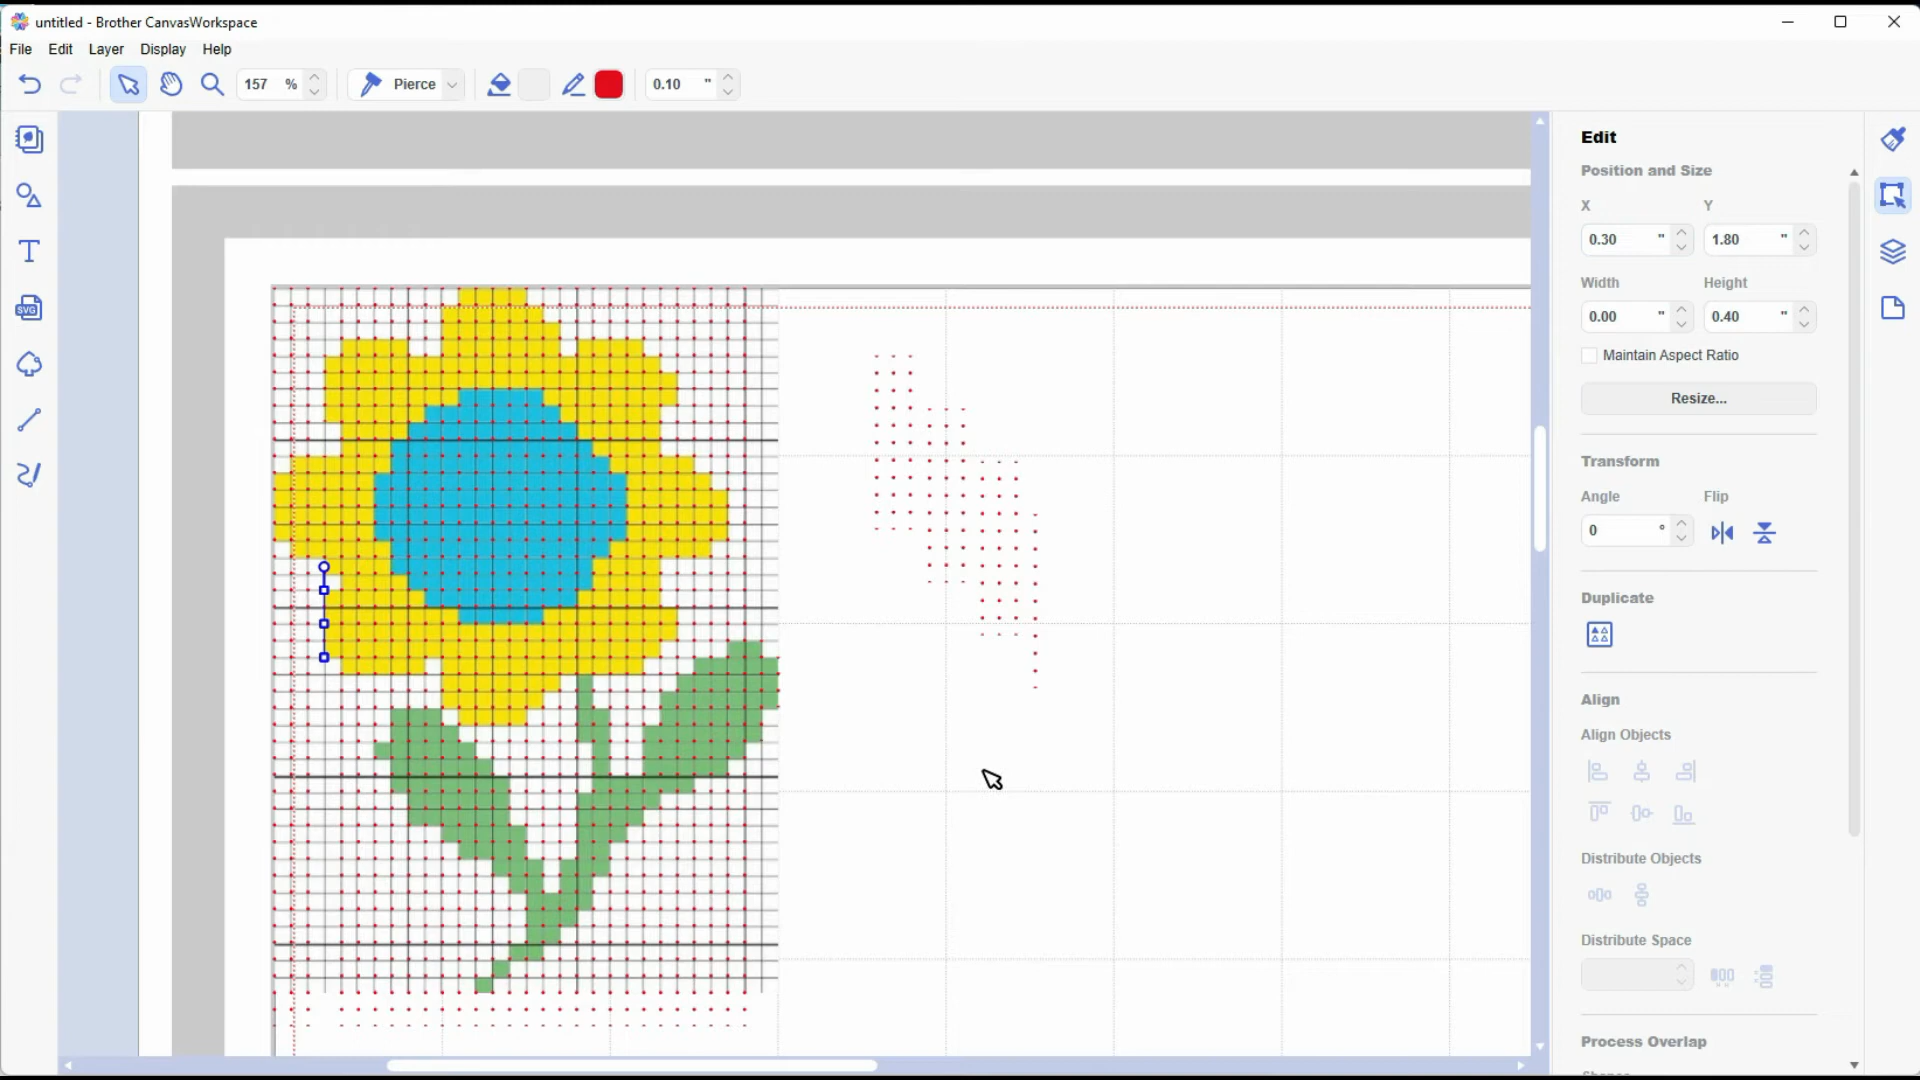 untitled - Brother CanvasWorkspace
File Edit Layer Display Help
157 % Pierce 0.10 "
SVG
Edit
Position and Size
X Y
0.30 " 1.80 "
Width Height
0.00 " 0.40 "
Maintain Aspect Ratio
Resize...
Transform
Angle Flip
0 °
Duplicate
Align
Align Objects
Distribute Objects
Distribute Space
Process Overlap